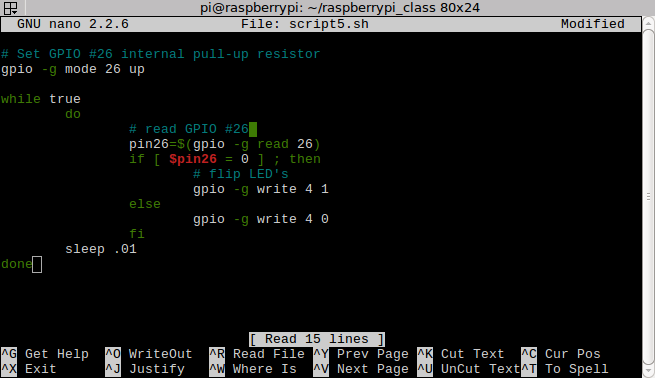 pi@raspberrypi: ~/raspberrypi_class 80x24
GNU nano 2.2.6 File: script5.sh Modified
# Set GPIO #26 internal pull-up resistor
gpio -g mode 26 up
while true
do
# read GPIO #26
pin26=$(gpio -g read 26)
if [ $pin26 = 0 ] ; then
# flip LED's
gpio -g write 4 1
else
gpio -g write 4 0
fi
sleep .01
done
[ Read 15 lines ]
^G Get Help ^O WriteOut ^R Read File ^Y Prev Page ^K Cut Text ^C Cur Pos
^X Exit ^J Justify ^W Where Is ^V Next Page ^U UnCut Text ^T To Spell